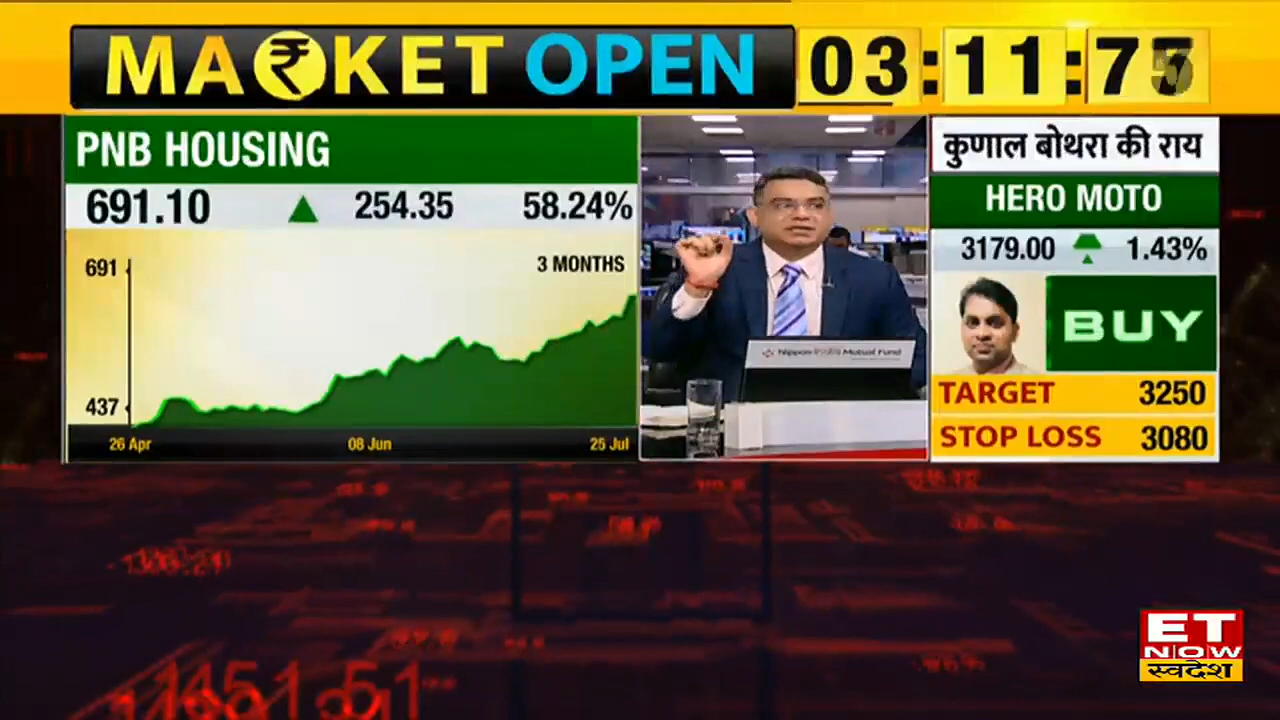 MA₹KET OPEN 03:11:7
PNB HOUSING
691.10 ▲ 254.35 58.24%
691
3 MONTHS
437
26 Apr 08 Jun 25 Jul
Nippon India Mutual Fund
कुणाल बोथरा की राय
HERO MOTO
3179.00 1.43%
BUY
TARGET 3250
STOP LOSS 3080
ET
NOW
स्वदेश